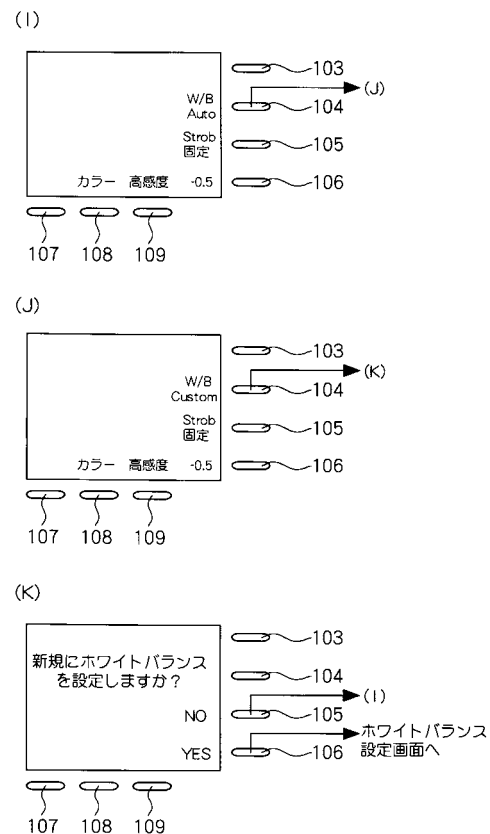 (I)
103
W/B
Auto
104
(J)
Strob
固定
105
カラー 高感度 -0.5
106
107 108 109
(J)
103
(K)
W/B
Custom
104
Strob
固定
105
カラー 高感度 -0.5
106
107 108 109
(K)
103
新規にホワイトバランス
を設定しますか？
104
(I)
NO
105
ホワイトバランス
設定画面へ
YES
106
107 108 109